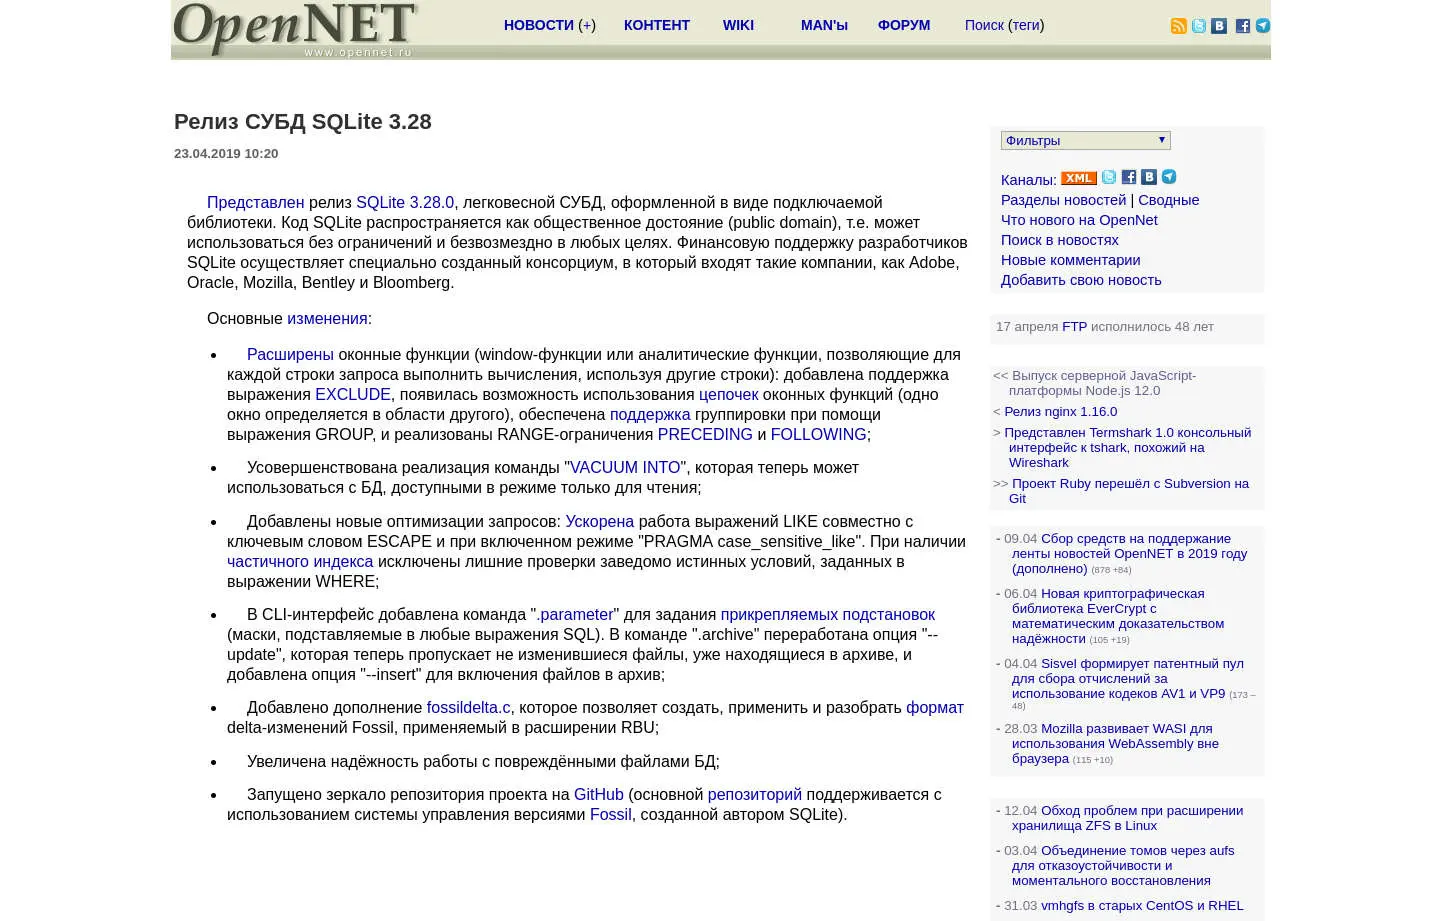 OpenNET
www.opennet.ru
НОВОСТИ (+) КОНТЕНТ WIKI MAN'ы ФОРУМ Поиск (теги)
Релиз СУБД SQLite 3.28
23.04.2019 10:20
Представлен релиз SQLite 3.28.0, легковесной СУБД, оформленной в виде подключаемой
библиотеки. Код SQLite распространяется как общественное достояние (public domain), т.е. может
использоваться без ограничений и безвозмездно в любых целях. Финансовую поддержку разработчиков
SQLite осуществляет специально созданный консорциум, в который входят такие компании, как Adobe,
Oracle, Mozilla, Bentley и Bloomberg.
Основные изменения:
Расширены оконные функции (window-функции или аналитические функции, позволяющие для
каждой строки запроса выполнить вычисления, используя другие строки): добавлена поддержка
выражения EXCLUDE, появилась возможность использования цепочек оконных функций (одно
окно определяется в области другого), обеспечена поддержка группировки при помощи
выражения GROUP, и реализованы RANGE-ограничения PRECEDING и FOLLOWING;
Усовершенствована реализация команды "VACUUM INTO", которая теперь может
использоваться с БД, доступными в режиме только для чтения;
Добавлены новые оптимизации запросов: Ускорена работа выражений LIKE совместно с
ключевым словом ESCAPE и при включенном режиме "PRAGMA case_sensitive_like". При наличии
частичного индекса исключены лишние проверки заведомо истинных условий, заданных в
выражении WHERE;
В CLI-интерфейс добавлена команда ".parameter" для задания прикрепляемых подстановок
(маски, подставляемые в любые выражения SQL). В команде ".archive" переработана опция "--
update", которая теперь пропускает не изменившиеся файлы, уже находящиеся в архиве, и
добавлена опция "--insert" для включения файлов в архив;
Добавлено дополнение fossildelta.c, которое позволяет создать, применить и разобрать формат
delta-изменений Fossil, применяемый в расширении RBU;
Увеличена надёжность работы с повреждёнными файлами БД;
Запущено зеркало репозитория проекта на GitHub (основной репозиторий поддерживается с
использованием системы управления версиями Fossil, созданной автором SQLite).
Фильтры
Каналы: XML
Разделы новостей | Сводные
Что нового на OpenNet
Поиск в новостях
Новые комментарии
Добавить свою новость
17 апреля FTP исполнилось 48 лет
<< Выпуск серверной JavaScript-
платформы Node.js 12.0
< Релиз nginx 1.16.0
> Представлен Termshark 1.0 консольный
интерфейс к tshark, похожий на
Wireshark
>> Проект Ruby перешёл с Subversion на
Git
- 09.04 Сбор средств на поддержание
ленты новостей OpenNET в 2019 году
(дополнено) (878 +84)
- 06.04 Новая криптографическая
библиотека EverCrypt с
математическим доказательством
надёжности (105 +19)
- 04.04 Sisvel формирует патентный пул
для сбора отчислений за
использование кодеков AV1 и VP9 (173 –
48)
- 28.03 Mozilla развивает WASI для
использования WebAssembly вне
браузера (115 +10)
- 12.04 Обход проблем при расширении
хранилища ZFS в Linux
- 03.04 Объединение томов через aufs
для отказоустойчивости и
моментального восстановления
- 31.03 vmhgfs в старых CentOS и RHEL